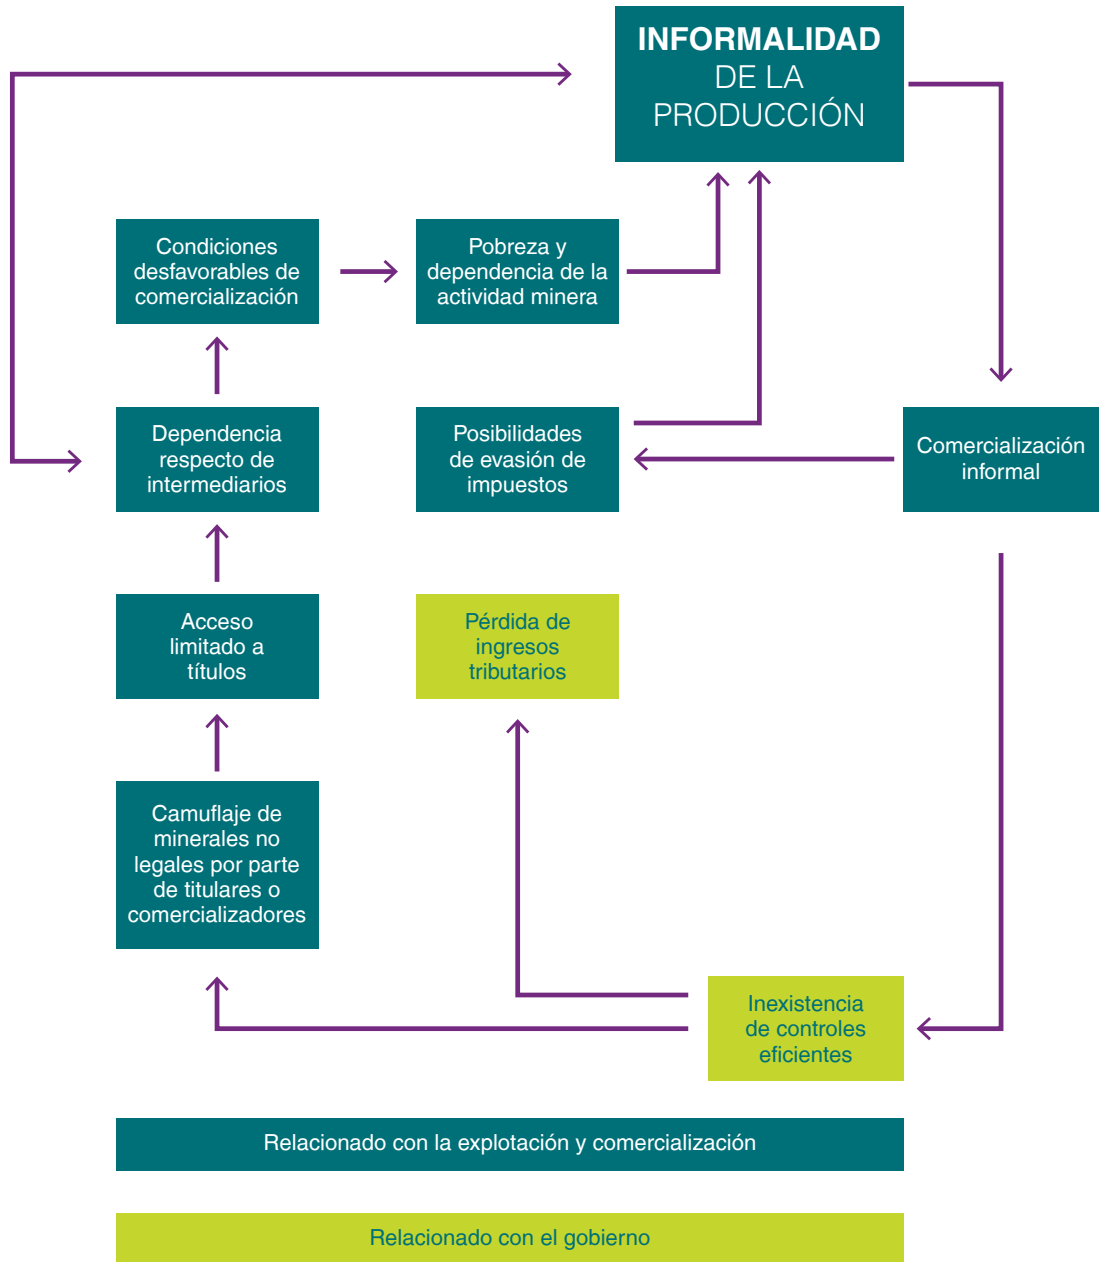 INFORMALIDAD
DE LA
PRODUCCIÓN
Condiciones
desfavorables de
comercialización
Pobreza y
dependencia de la
actividad minera
Dependencia
respecto de
intermediarios
Posibilidades
de evasión de
impuestos
Comercialización
informal
Acceso
limitado a
títulos
Pérdida de
ingresos
tributarios
Camuflaje de
minerales no
legales por parte
de titulares o
comercializadores
Inexistencia
de controles
eficientes
Relacionado con la explotación y comercialización
Relacionado con el gobierno